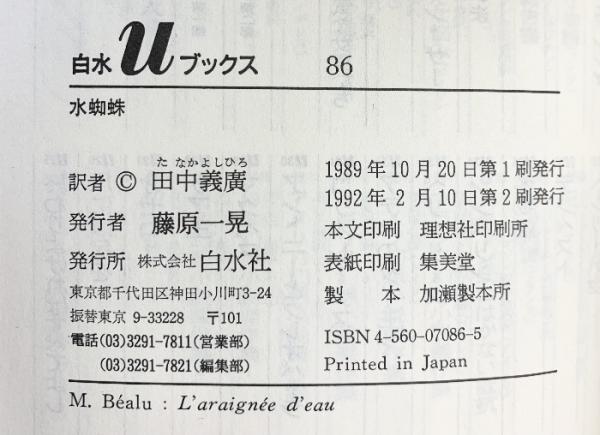 白水uブックス 86
水蜘蛛
たなかよしひろ
訳者 © 田中義廣
発行者 藤原一晃
発行所 株式会社 白水社
東京都千代田区神田小川町3-24
振替東京 9-33228 〒101
電話(03)3291-7811(営業部)
(03)3291-7821(編集部)
1989年10月20日第1刷発行
1992年2月10日第2刷発行
本文印刷 理想社印刷所
表紙印刷 集美堂
製本 加瀬製本所
ISBN4-560-07086-5
Printed in Japan
M. Béalu : L'araignée d'eau